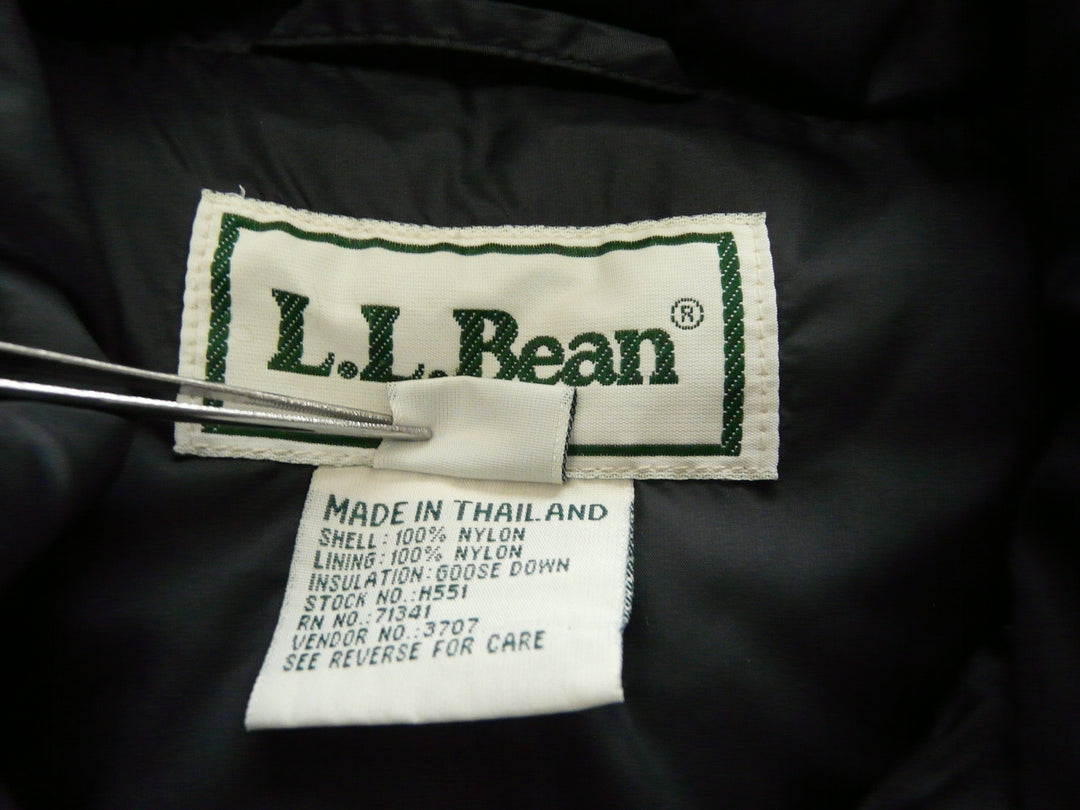 L.L.Bean®
MADE IN THAILAND
SHELL: 100% NYLON
LINING: 100% NYLON
INSULATION: GOOSE DOWN
STOCK NO.: H551
RN NO.: 71341
VENDOR NO.: 3707
SEE REVERSE FOR CARE